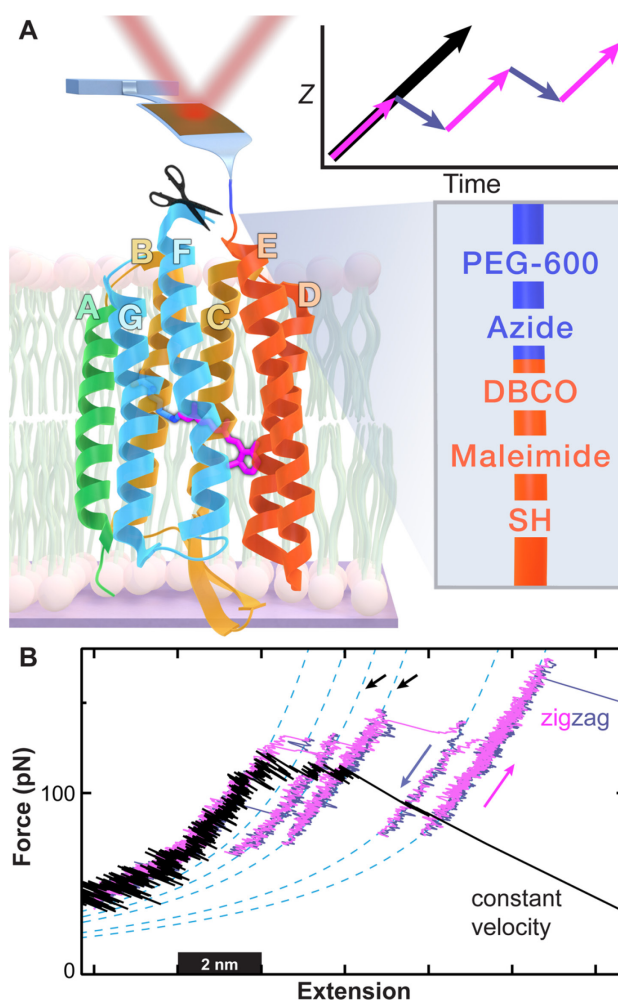 A
Z
Time
B
F
E
A
G
C
D
PEG-600
Azide
DBCO
Maleimide
SH
B
zigzag
100
Force (pN)
constant
velocity
0
2 nm
Extension